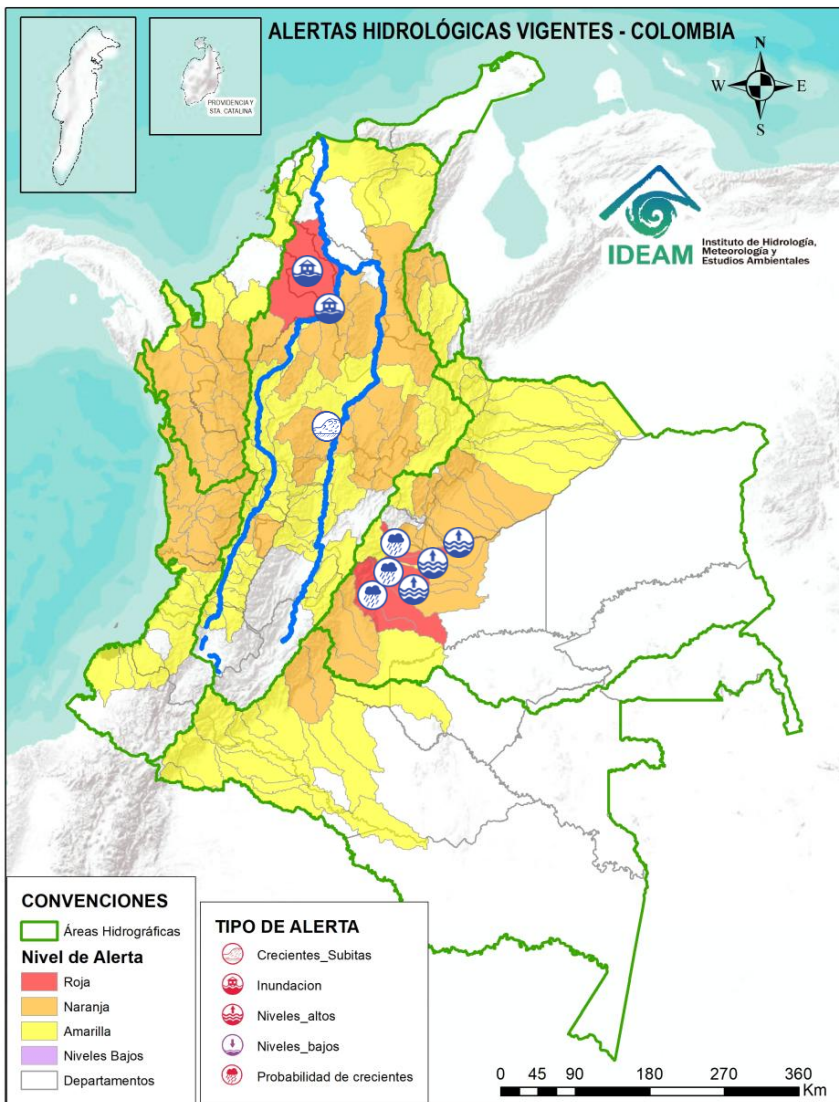 ALERTAS HIDROLÓGICAS VIGENTES - COLOMBIA
PROVIDENCIA Y
STA. CATALINA
N
W E
S
IDEAM
Instituto de Hidrología,
Meteorología y
Estudios Ambientales
CONVENCIONES
Áreas Hidrográficas
Nivel de Alerta
Roja
Naranja
Amarilla
Niveles Bajos
Departamentos
TIPO DE ALERTA
Crecientes_Subitas
Inundacion
Niveles_altos
Niveles_bajos
Probabilidad de crecientes
0 45 90 180 270 360
Km